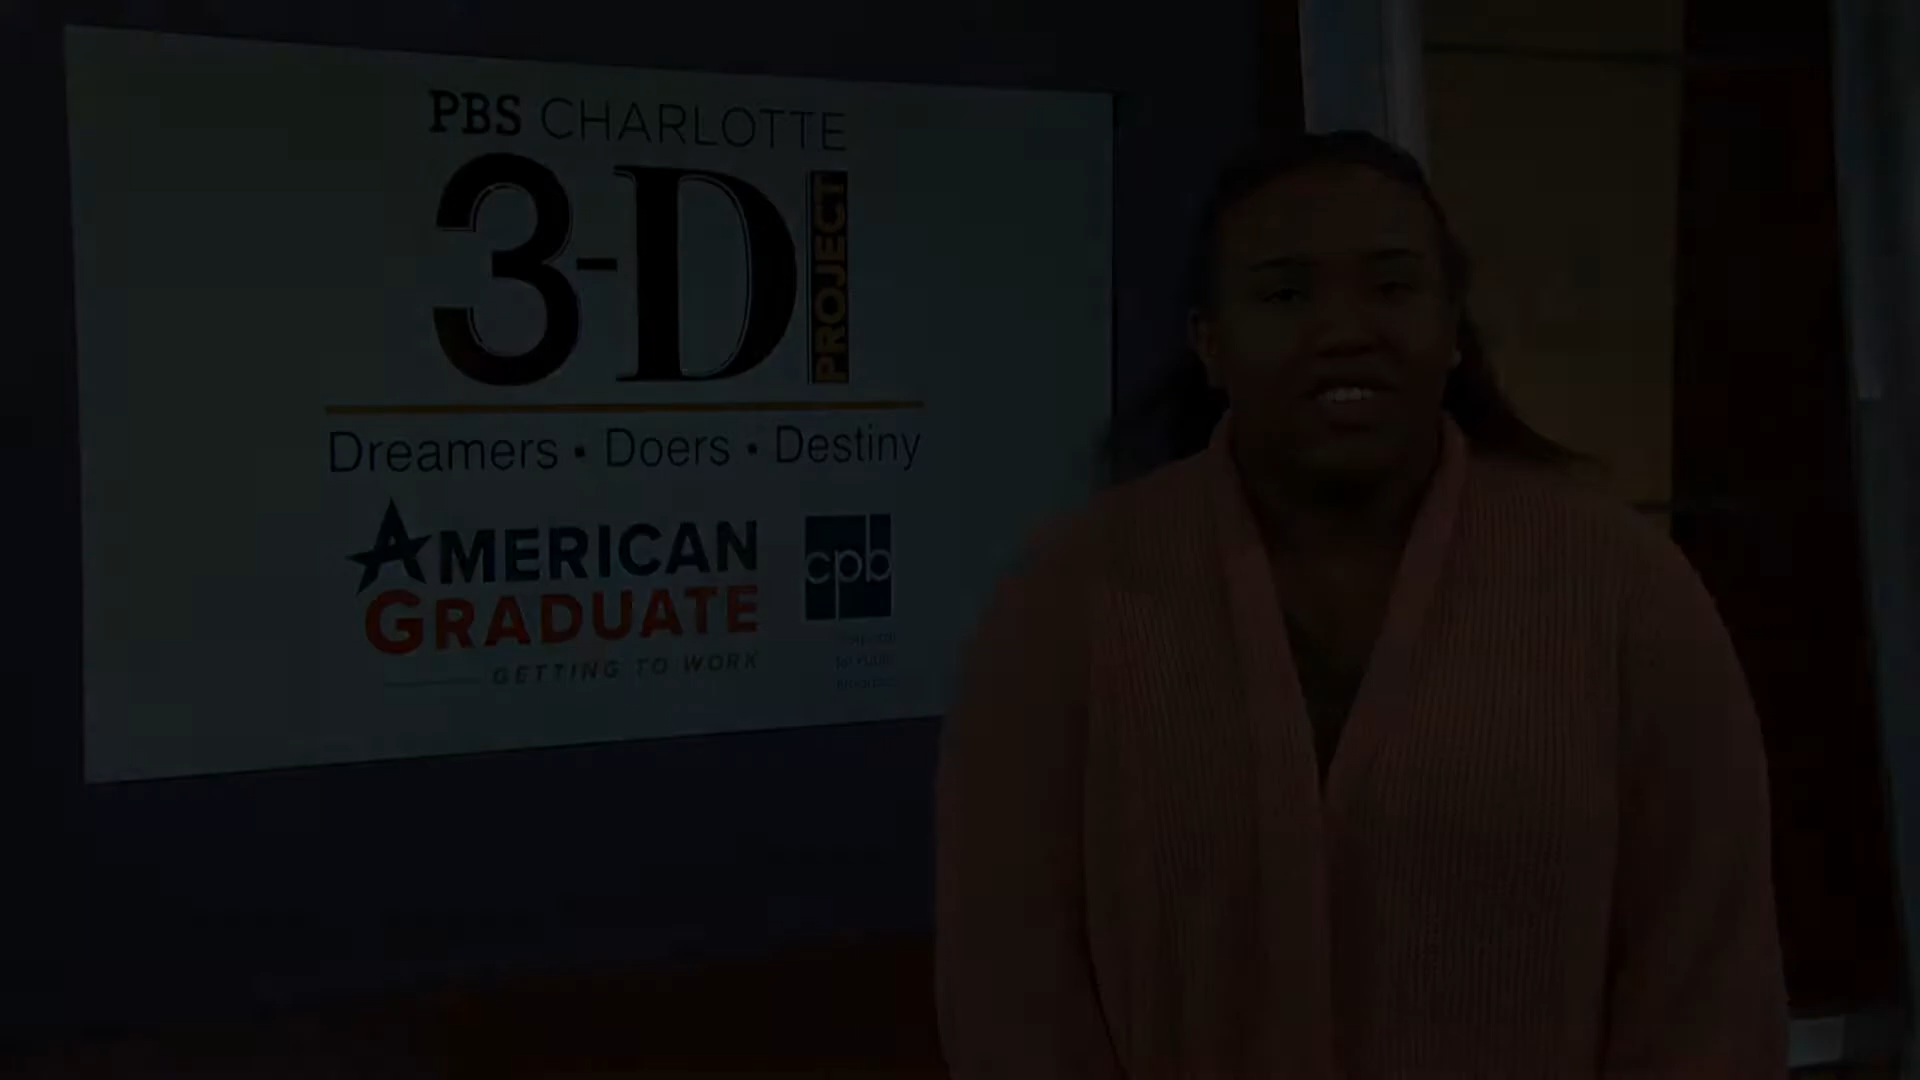 PBS CHARLOTTE
3-D PROJECT
Dreamers · Doers · Destiny
AMERICAN
GRADUATE
GETTING TO WORK
cpb